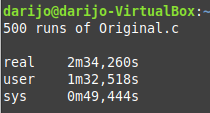 darijo@darijo-VirtualBox:~
500 runs of Original.c
real 2m34,260s
user 1m32,518s
sys 0m49,444s